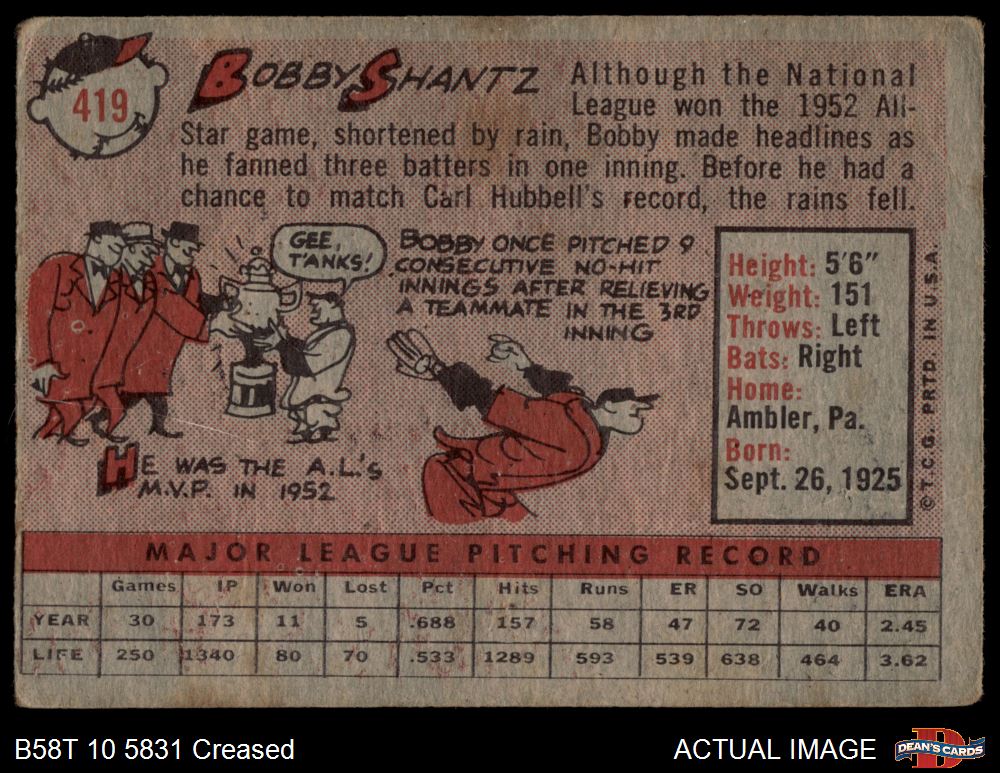 419
BOBBY SHANTZ
Although the National
League won the 1952 All-
Star game, shortened by rain, Bobby made headlines as
he fanned three batters in one inning. Before he had a
chance to match Carl Hubbell's record, the rains fell.
GEE,
T'ANKS!
HE WAS THE A.L.'s
M.V.P. IN 1952
BOBBY ONCE PITCHED 9
CONSECUTIVE NO-HIT
INNINGS AFTER RELIEVING
A TEAMMATE IN THE 3RD
INNING
Height: 5'6"
Weight: 151
Throws: Left
Bats: Right
Home:
Ambler, Pa.
Born:
Sept. 26, 1925
© T.C.G. PRTD. IN U.S.A.
MAJOR LEAGUE PITCHING RECORD
Games IP Won Lost Pct Hits Runs ER SO Walks ERA
YEAR 30 173 11 5 .688 157 58 47 72 40 2.45
LIFE 250 1340 80 70 .533 1289 593 539 638 464 3.62
B58T 10 5831 Creased
ACTUAL IMAGE
DEAN'S CARDS